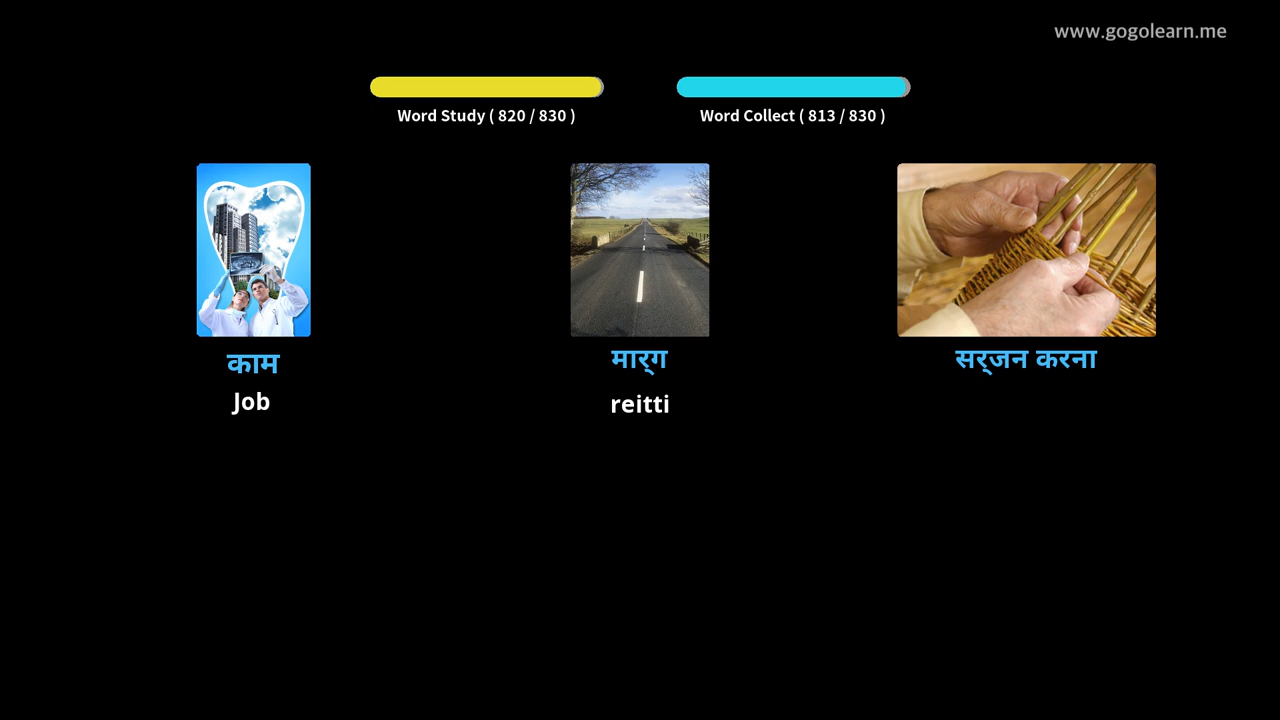 www.gogolearn.me
Word Study ( 820 / 830 )
Word Collect ( 813 / 830 )
काम
मार्ग
सर्जन करना
Job
reitti